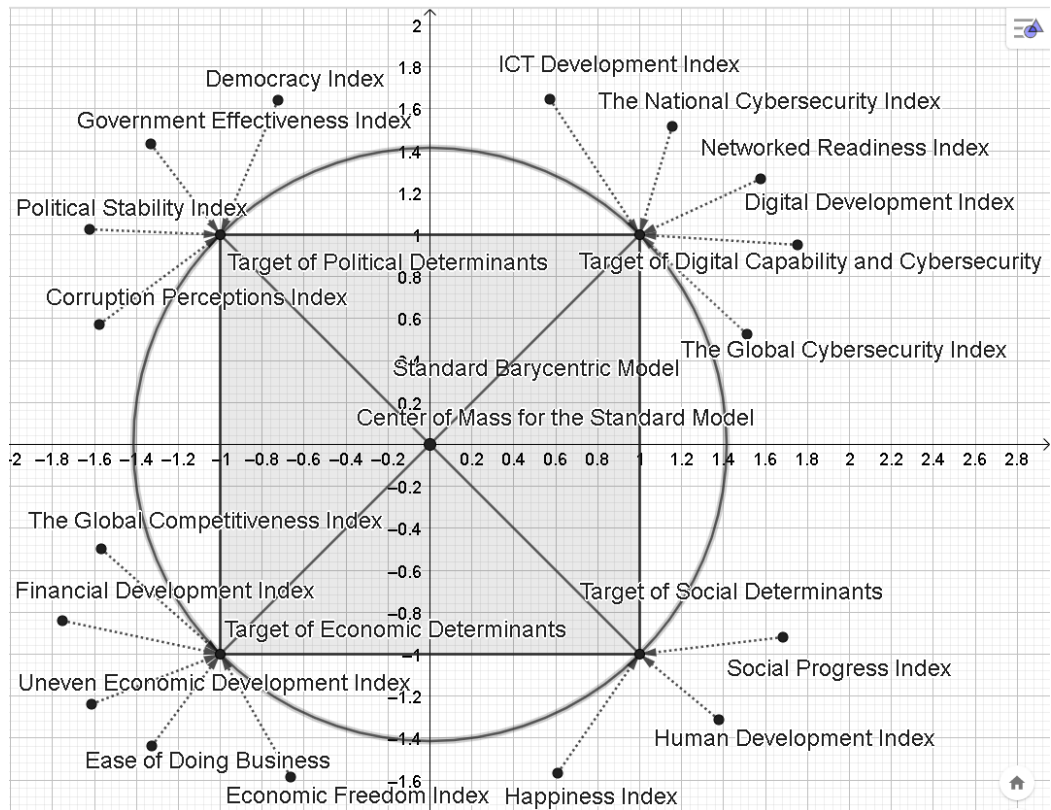 2
1.8
ICT Development Index
Democracy Index
1.6
The National Cybersecurity Index
Government Effectiveness Index
1.4
Networked Readiness Index
1.2
Political Stability Index
Digital Development Index
1
Target of Political Determinants
Target of Digital Capability and Cybersecurity
0.8
Corruption Perceptions Index
0.6
The Global Cybersecurity Index
0.4
Standard Barycentric Model
0.2
Center of Mass for the Standard Model
-2 −1.8 −1.6 −1.4 −1.2 −1 −0.8 −0.6 −0.4 −0.2 0.2 0.4 0.6 0.8 1 1.2 1.4 1.6 1.8 2 2.2 2.4 2.6 2.8
−0.2
The Global Competitiveness Index
−0.4
−0.6
Financial Development Index
Target of Social Determinants
−0.8
Target of Economic Determinants
−1
Social Progress Index
Uneven Economic Development Index
−1.2
Human Development Index
−1.4
Ease of Doing Business
−1.6
Economic Freedom Index
Happiness Index